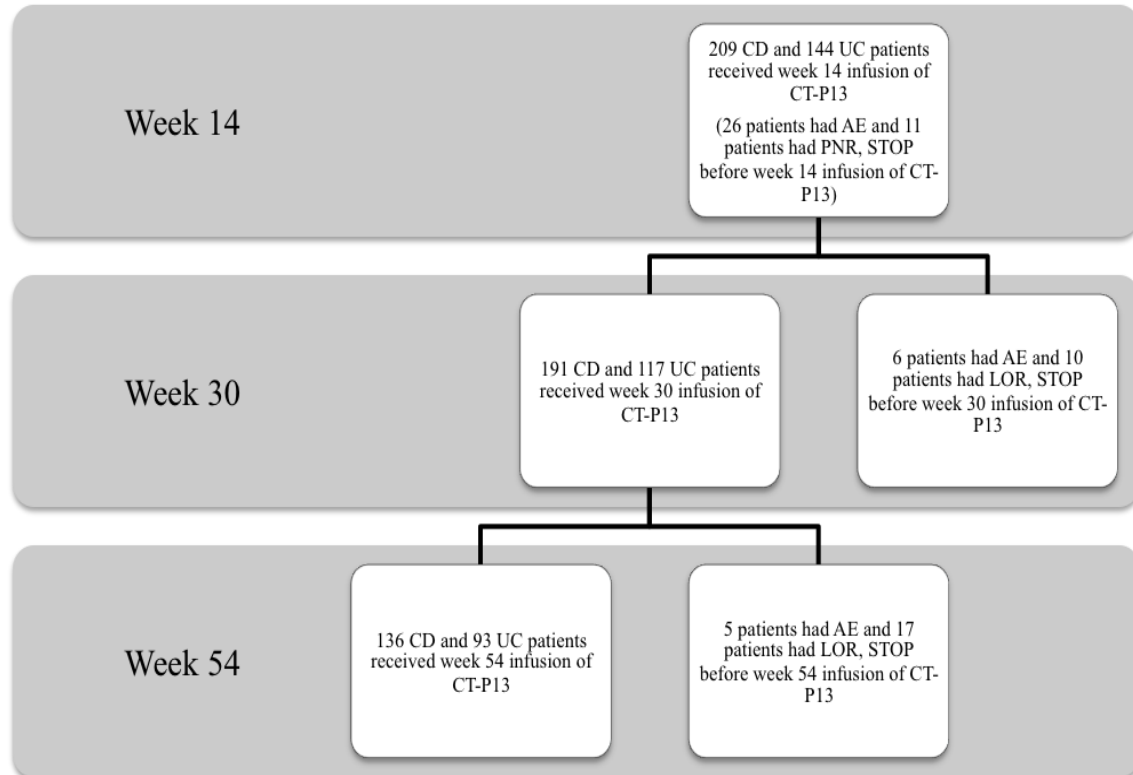 Week 14
209 CD and 144 UC patients
received week 14 infusion of
CT-P13
(26 patients had AE and 11
patients had PNR, STOP
before week 14 infusion of CT-
P13)
Week 30
191 CD and 117 UC patients
received week 30 infusion of
CT-P13
6 patients had AE and 10
patients had LOR, STOP
before week 30 infusion of CT-
P13
Week 54
136 CD and 93 UC patients
received week 54 infusion of
CT-P13
5 patients had AE and 17
patients had LOR, STOP
before week 54 infusion of CT-
P13